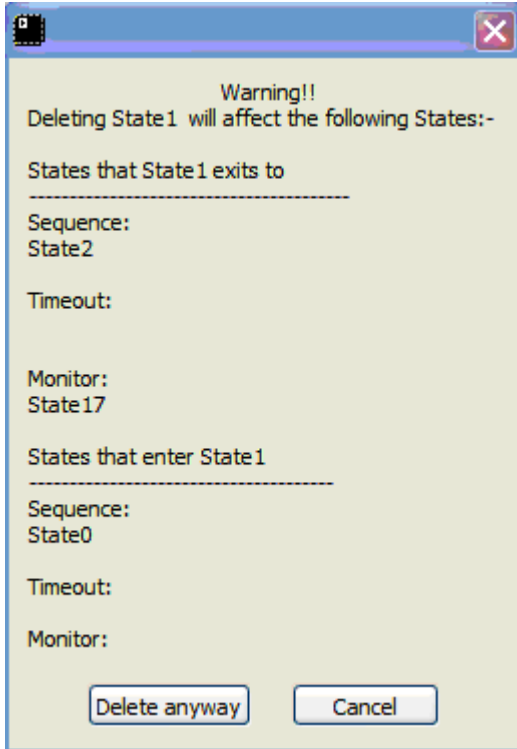 Warning!!
Deleting State1 will affect the following States:-
States that State1 exits to
----------------------------------------
Sequence:
State2
Timeout:
Monitor:
State17
States that enter State1
--------------------------------------
Sequence:
State0
Timeout:
Monitor:
Delete anyway
Cancel